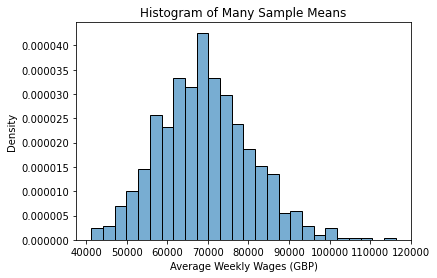 Histogram of Many Sample Means
0.000040
0.000035
0.000030
0.000025
0.000020
0.000015
0.000010
0.000005
0.000000
Density
40000 50000 60000 70000 80000 90000 100000 110000 120000
Average Weekly Wages (GBP)